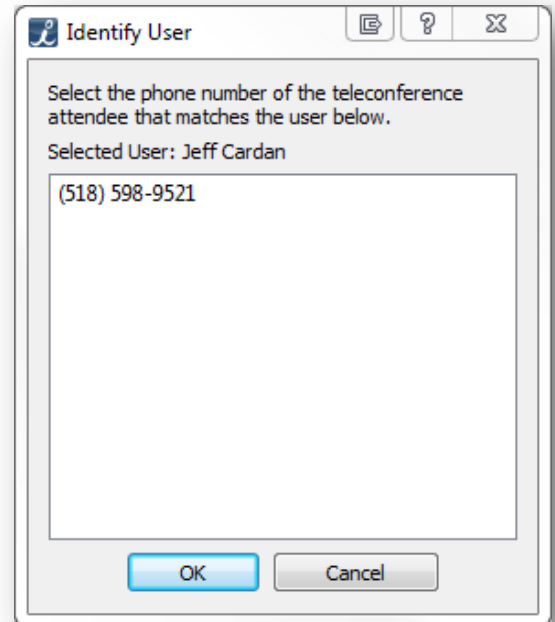 Identify User
Select the phone number of the teleconference
attendee that matches the user below.
Selected User: Jeff Cardan
(518) 598-9521
OK Cancel